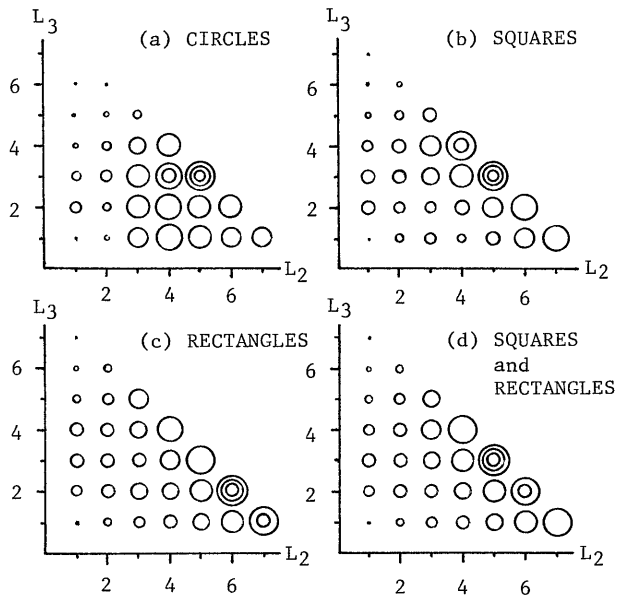 L3
(a) CIRCLES
6
4
2
2 4 6
L2
L3
(b) SQUARES
6
4
2
2 4 6
L2
L3
(c) RECTANGLES
6
4
2
2 4 6
L2
L3
(d) SQUARES
and
RECTANGLES
6
4
2
2 4 6
L2